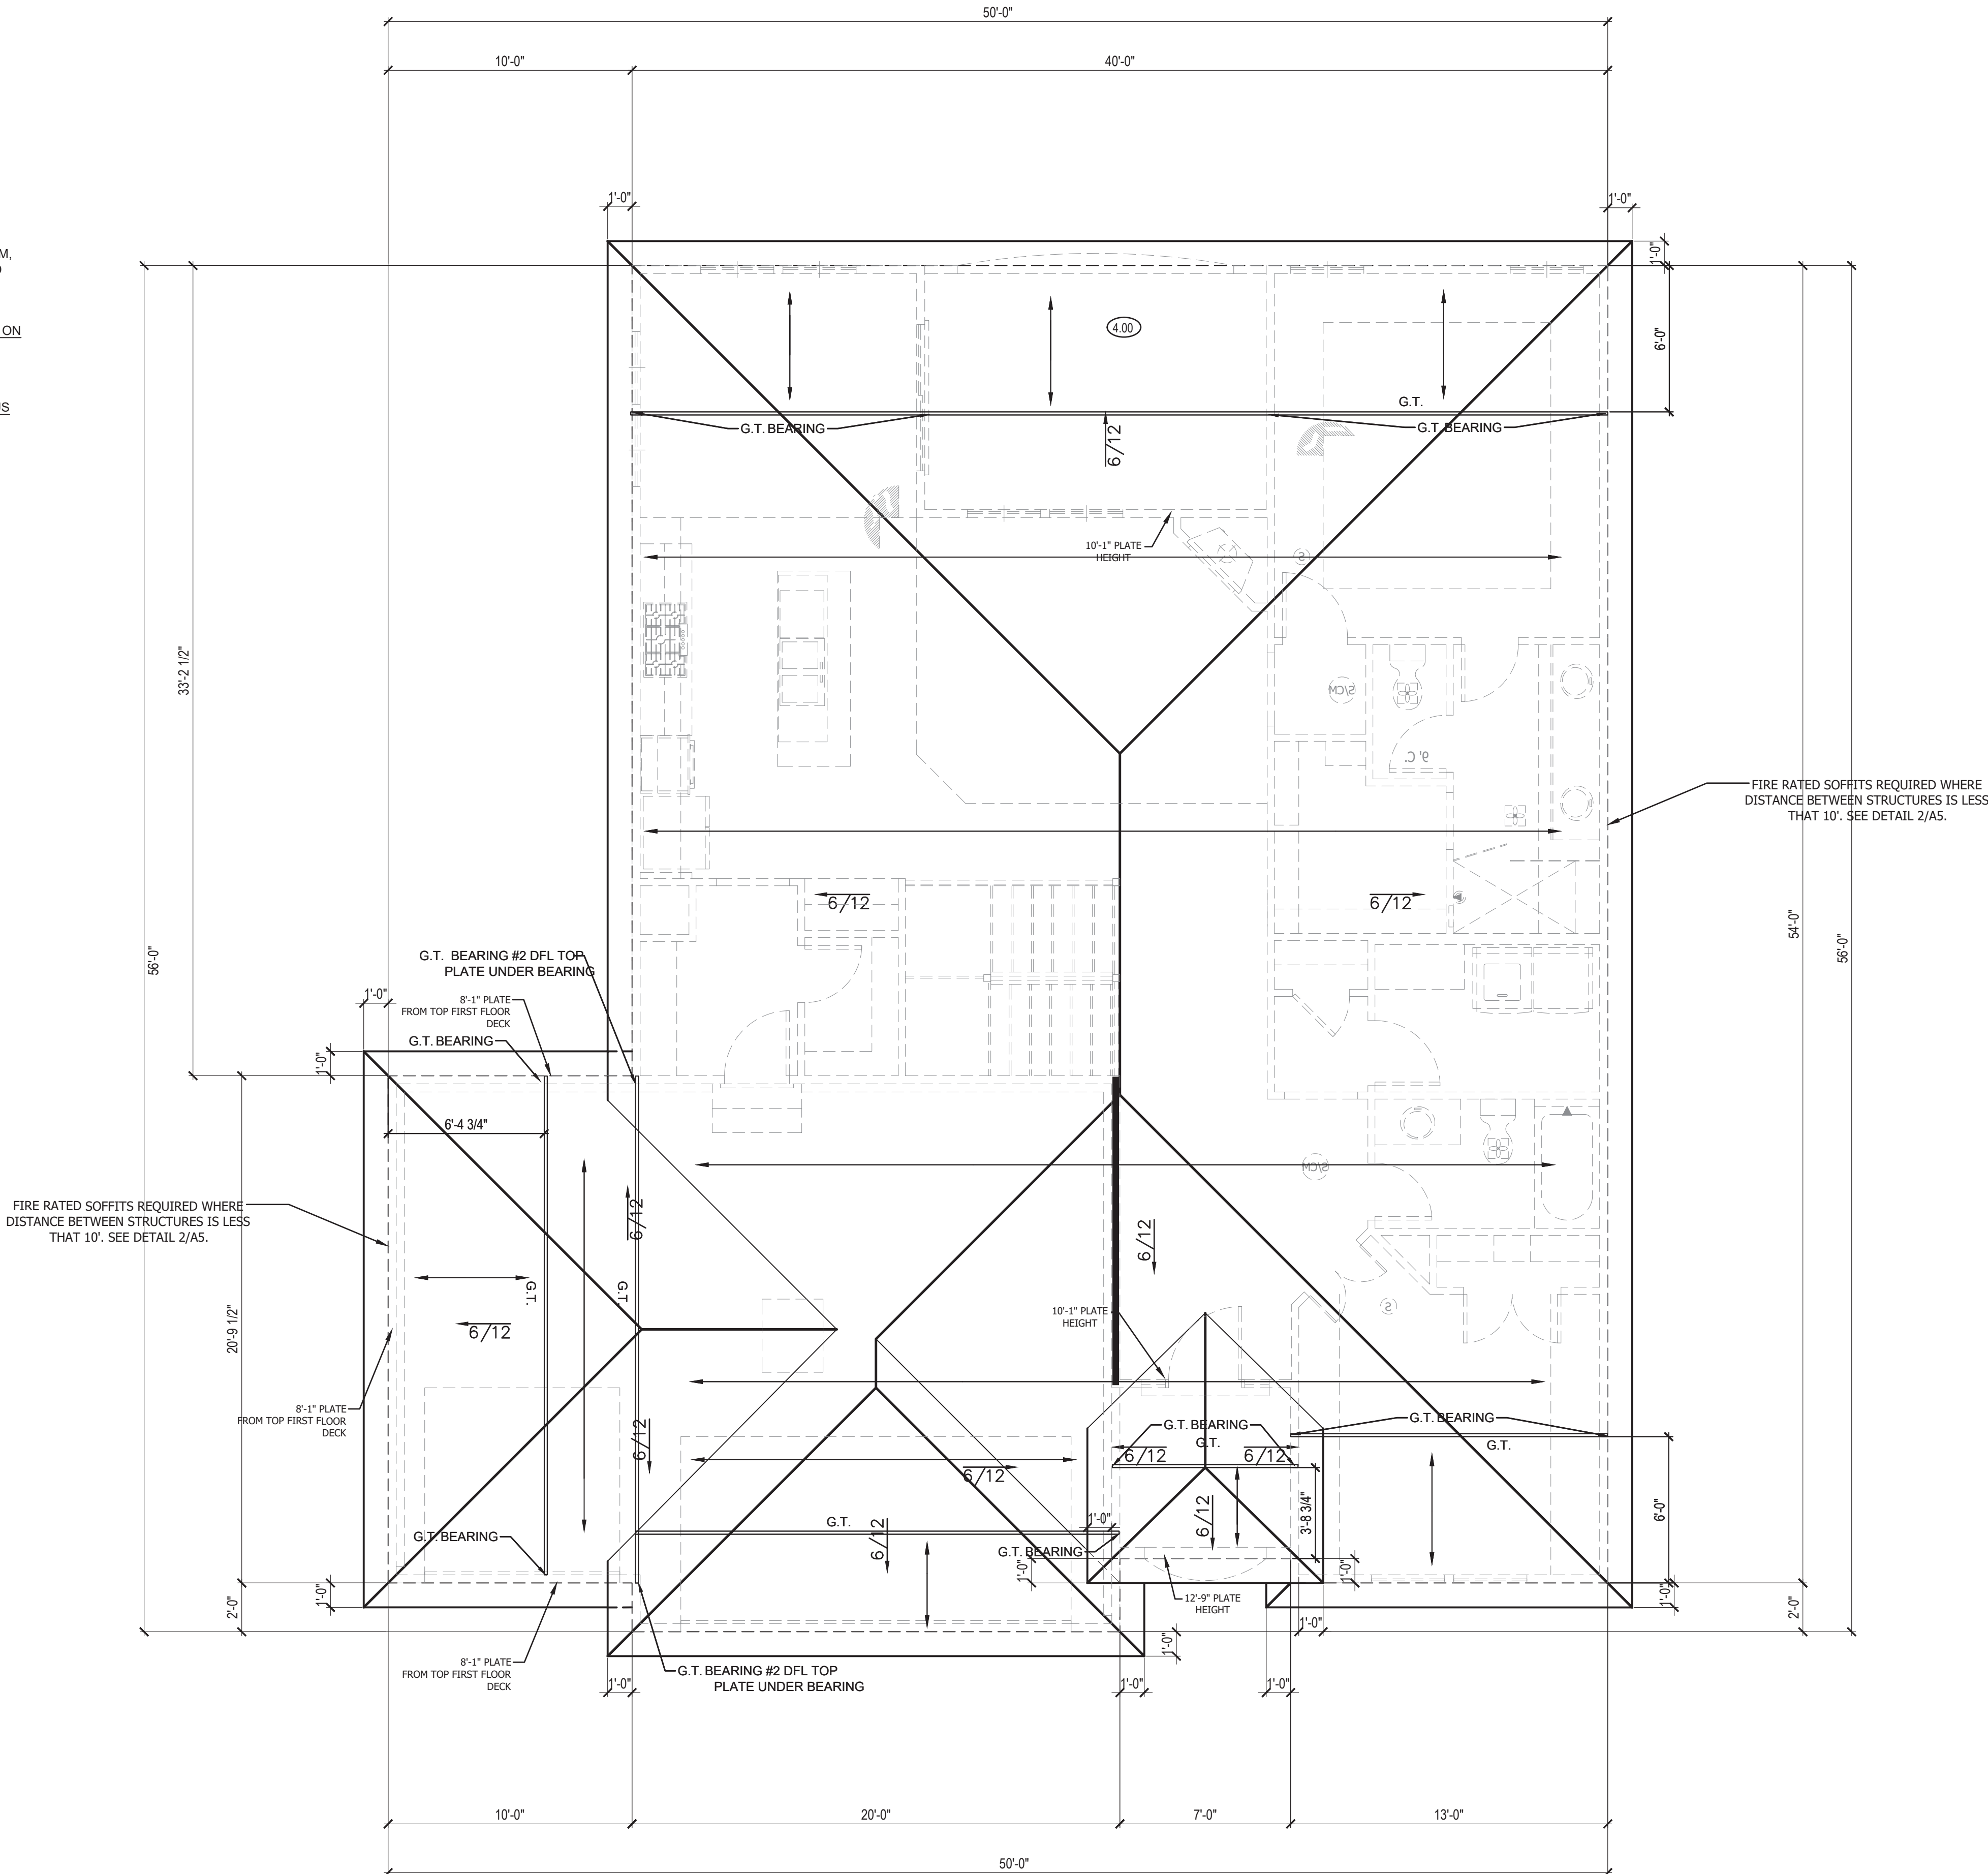 50'-0"
10'-0"
40'-0"
1'-0"
1'-0"
M,
1'-0"
ON
4.00
6'-0"
G.T.
US
G.T. BEARING
G.T. BEARING
6/12
10'-1" PLATE
HEIGHT
S
33'-2 1/2"
S/CM
9' C.
FIRE RATED SOFFITS REQUIRED WHERE
DISTANCE BETWEEN STRUCTURES IS LESS
THAT 10'. SEE DETAIL 2/A5.
6/12
6/12
56'-0"
54'-0"
56'-0"
G.T. BEARING #2 DFL TOP
PLATE UNDER BEARING
1'-0"
8'-1" PLATE
FROM TOP FIRST FLOOR
DECK
G.T. BEARING
1'-0"
6'-4 3/4"
S/CM
FIRE RATED SOFFITS REQUIRED WHERE
DISTANCE BETWEEN STRUCTURES IS LESS
THAT 10'. SEE DETAIL 2/A5.
6/12
6/12
G.T.
G.T.
10'-1" PLATE
HEIGHT
S
6/12
20'-9 1/2"
8'-1" PLATE
FROM TOP FIRST FLOOR
DECK
6/12
G.T. BEARING
G.T.
6/12
6/12
G.T. BEARING
G.T.
6/12
6/12
6/12
3'-8 3/4"
6'-0"
G.T.
1'-0"
G.T. BEARING
G.T. BEARING
1'-0"
1'-0"
1'-0"
1'-0"
2'-0"
2'-0"
12'-9" PLATE
HEIGHT
1'-0"
1'-0"
8'-1" PLATE
FROM TOP FIRST FLOOR
DECK
G.T. BEARING #2 DFL TOP
PLATE UNDER BEARING
1'-0"
1'-0"
1'-0"
10'-0"
20'-0"
7'-0"
13'-0"
50'-0"